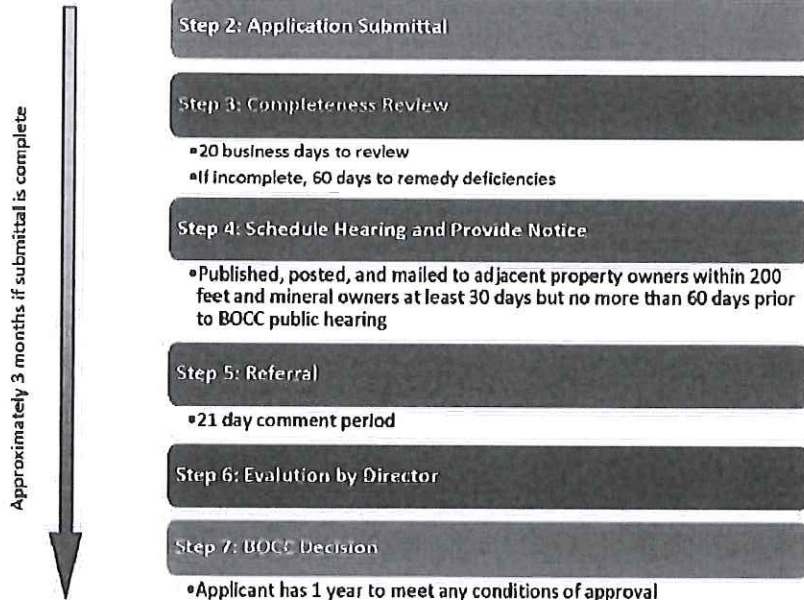 Approximately 3 months if submittal is complete
Step 2: Application Submittal
Step 3: Completeness Review
▪20 business days to review
▪If incomplete, 60 days to remedy deficiencies
Step 4: Schedule Hearing and Provide Notice
▪Published, posted, and mailed to adjacent property owners within 200
feet and mineral owners at least 30 days but no more than 60 days prior
to BOCC public hearing
Step 5: Referral
▪21 day comment period
Step 6: Evalution by Director
Step 7: BOCC Decision
▪Applicant has 1 year to meet any conditions of approval